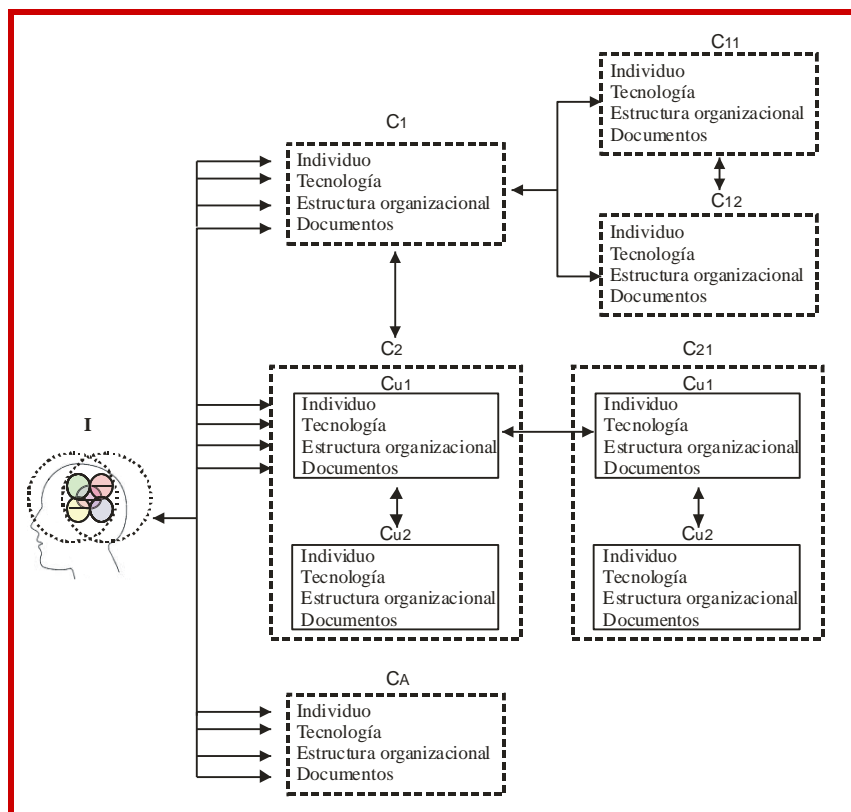 C11
Individuo
Tecnología
Estructura organizacional
Documentos
C1
Individuo
Tecnología
Estructura organizacional
Documentos
C12
Individuo
Tecnología
Estructura organizacional
Documentos
C2
Cu1
Individuo
Tecnología
Estructura organizacional
Documentos
Cu2
Individuo
Tecnología
Estructura organizacional
Documentos
C21
Cu1
Individuo
Tecnología
Estructura organizacional
Documentos
Cu2
Individuo
Tecnología
Estructura organizacional
Documentos
I
CA
Individuo
Tecnología
Estructura organizacional
Documentos